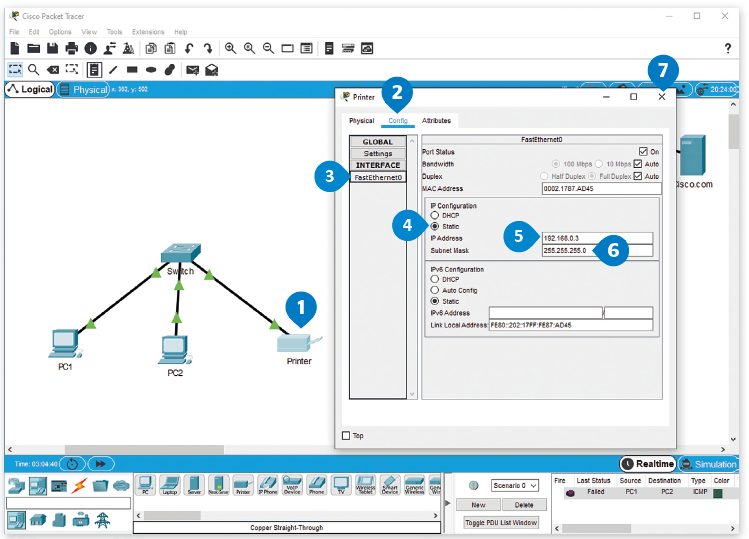 Cisco Packet Tracer
File Edit Options View Tools Extensions Help
?
Logical Physical x: 362, y: 502 20:24:00
7
Printer
2
Physical Config Attributes
GLOBAL
Settings
INTERFACE
3 FastEthernet0
FastEthernet0
Port Status On
Bandwidth 100 Mbps 10 Mbps Auto
Duplex Half Duplex Full Duplex Auto
MAC Address 0002.1787.AD45
IP Configuration
DHCP
4 Static
IP Address 5 192.168.0.3
Subnet Mask 255.255.255.0 6
IPv6 Configuration
DHCP
Auto Config
Static
IPv6 Address /
Link Local Address: FE80::202:17FF:FE87:AD45
Top
Cisco.com
Switch
1
PC1
PC2
Printer
Time: 03:04:40 Realtime Simulation
PC Laptop Server Printer IP Phone VoIP Device Phone TV Wireless Tablet Smart Device Generic Wireless
Copper Straight-Through
Scenario 0
New Delete
Toggle PDU List Window
Fire Last Status Source Destination Type Color
Failed PC1 PC2 ICMP